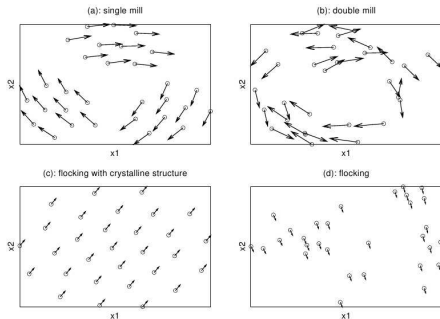 (a): single mill
(b): double mill
x2
x1
x2
x1
(c): flocking with crystalline structure
(d): flocking
x2
x1
x2
x1